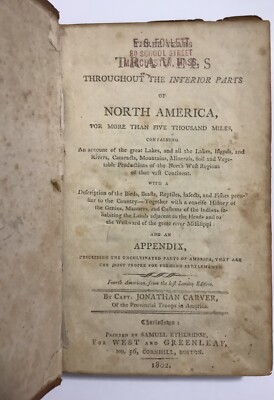 TRAVELS
THROUGHOUT THE INTERIOR PARTS
OF
NORTH AMERICA,
FOR MORE THAN FIVE THOUSAND MILES,
CONTAINING
An account of the great Lakes, and all the Lakes, Islands, and
Rivers, Cataracts, Mountains, Minerals, Soil and Vege-
table Productions of the North West Regions
of that vast Continent.
WITH A
Description of the Birds, Beasts, Reptiles, Insects, and Fishes pecu-
liar to the Country—Together with a concise History of
the Genius, Manners, and Customs of the Indians in-
habiting the Lands adjacent to the Heads and to
the Westward of the great river Mississippi
AND AN
APPENDIX,
DESCRIBING THE UNCULTIVATED PARTS OF AMERICA, THAT ARE
THE MOST PROPER FOR FORMING SETTLEMENTS.
Fourth American, from the last London Edition.
BY CAPT. JONATHAN CARVER,
Of the Provincial Troops in America.
Charlestown:
PRINTED BY SAMUEL ETHERIDGE,
FOR WEST AND GREENLEAF,
NO. 56, CORNHILL, BOSTON.
1802.